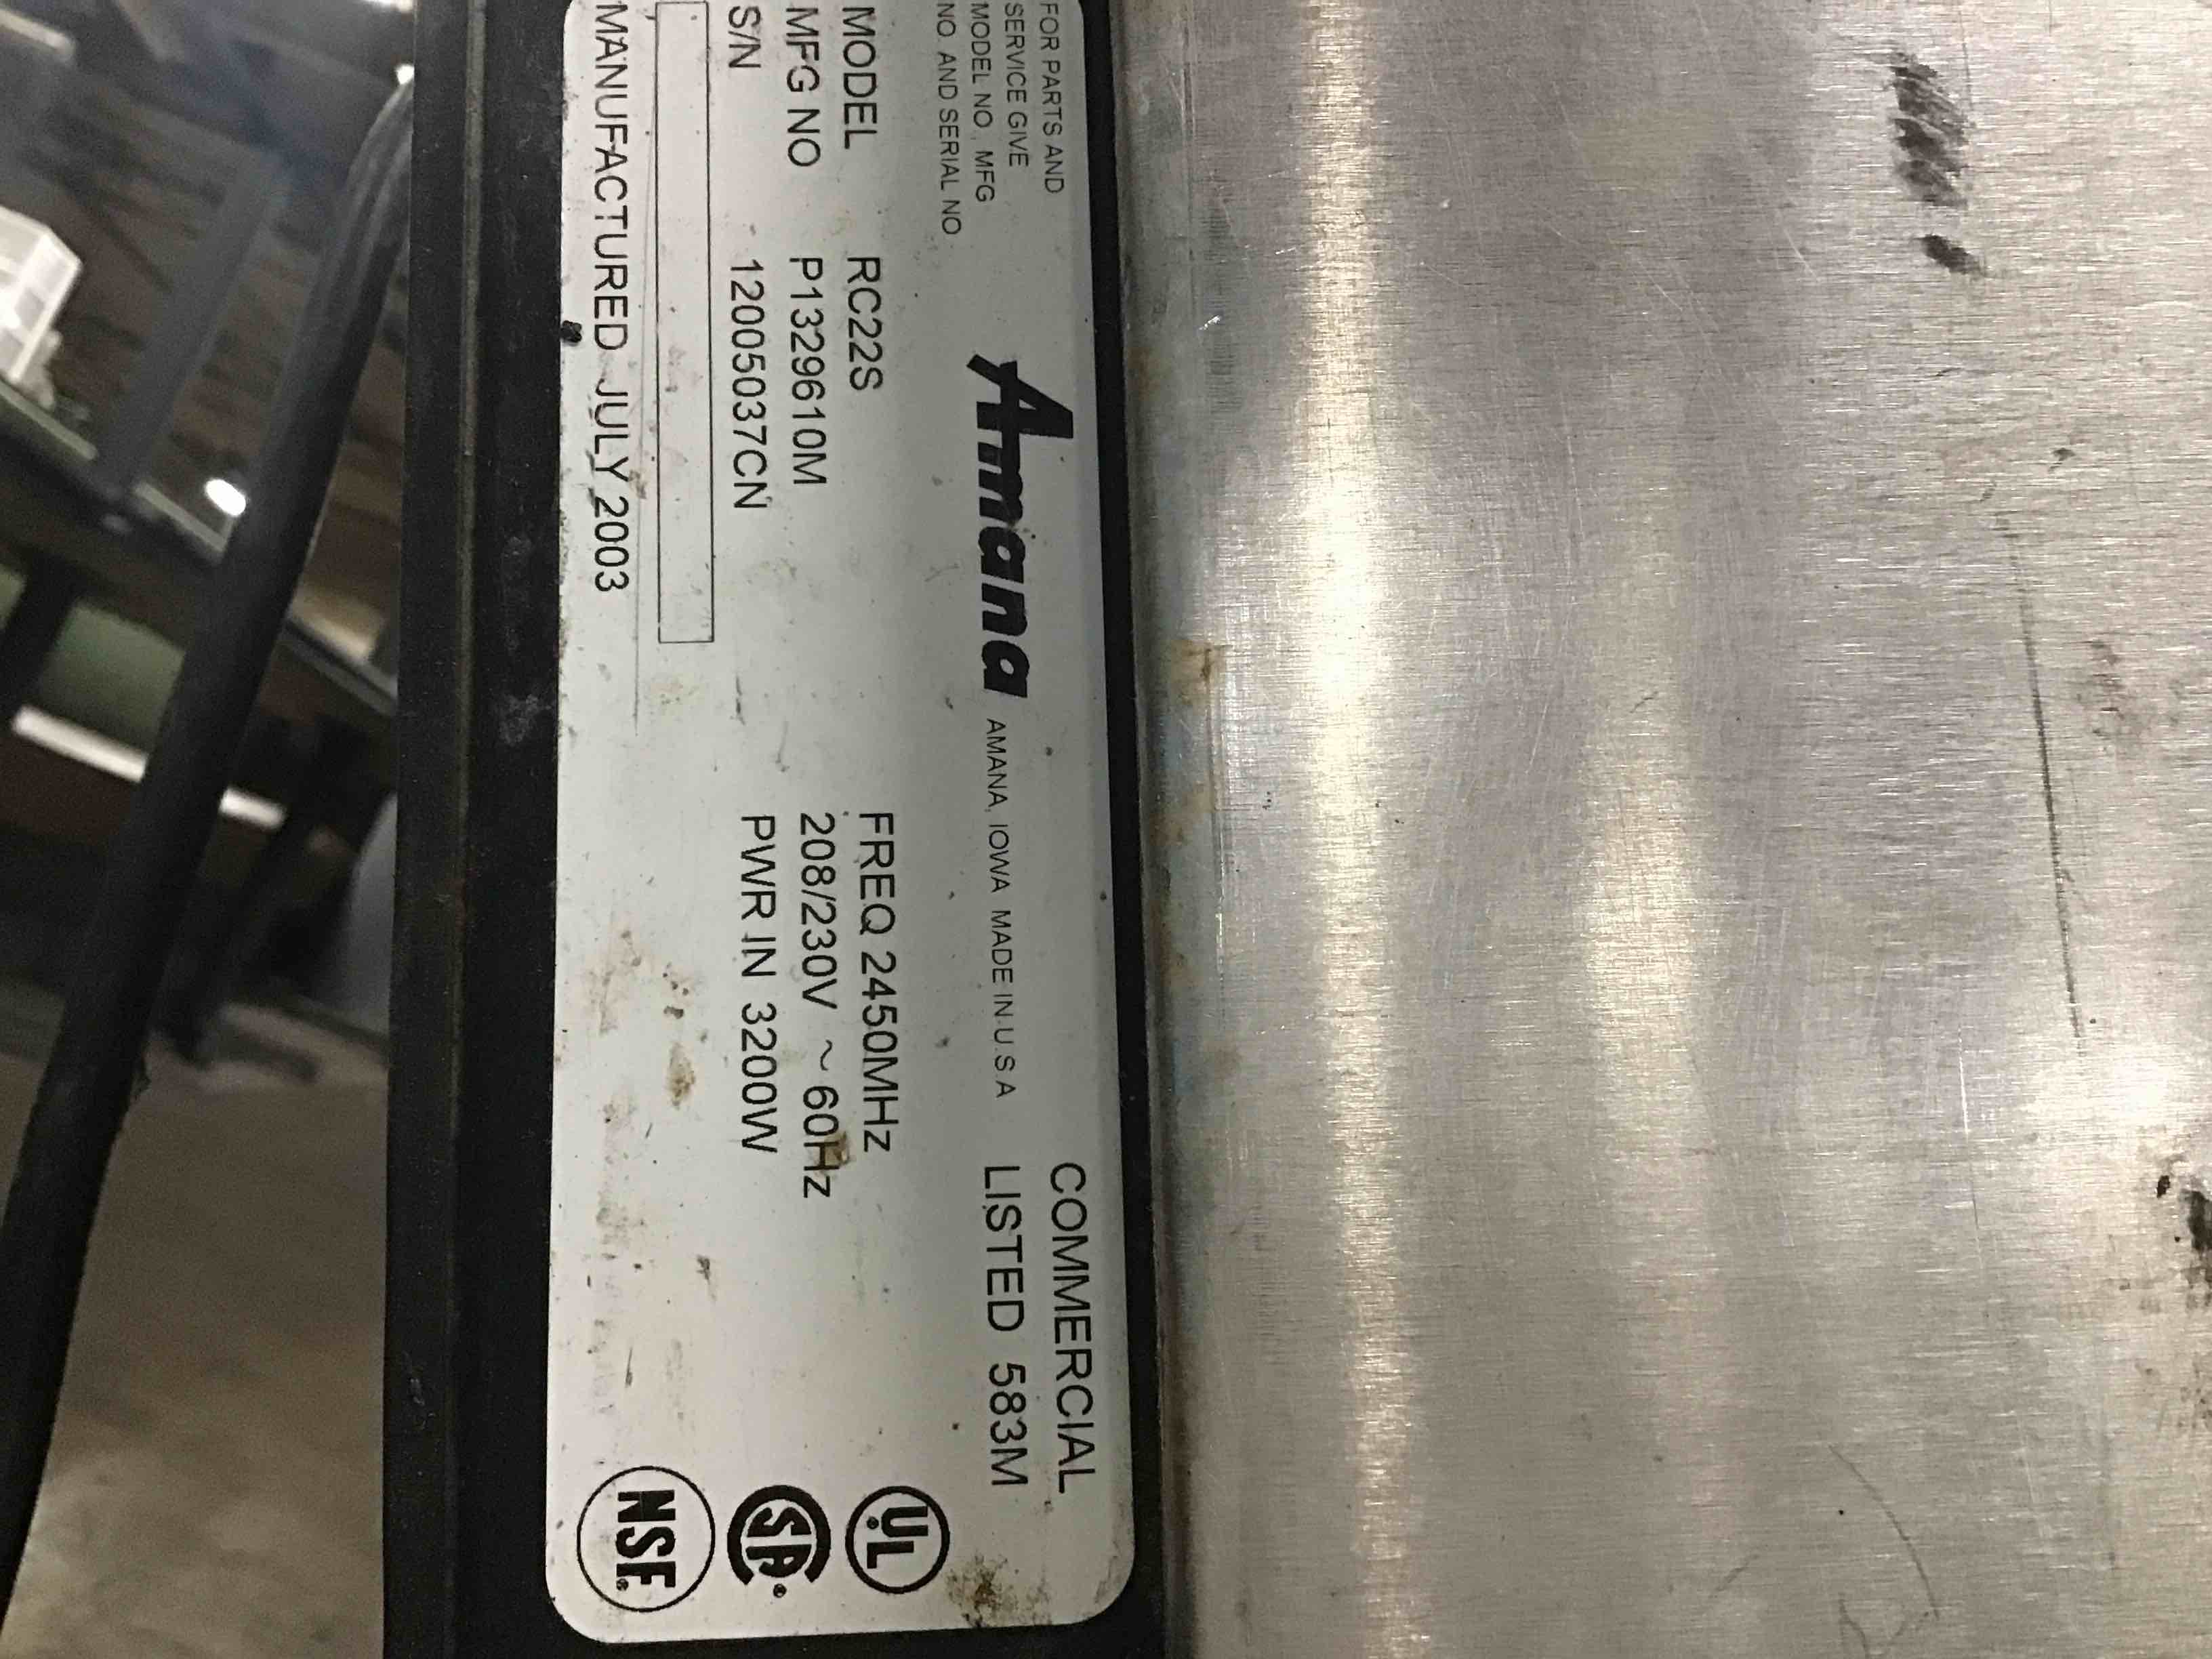 FOR PARTS AND
SERVICE GIVE
MODEL NO, MFG
NO. AND SERIAL NO.
Amana AMANA, IOWA MADE IN U.S.A
COMMERCIAL
LISTED 583M
MODEL RC22S
MFG NO P1329610M
S/N 1200505037CN
FREQ 2450MHz
208/230V ~ 60Hz
PWR IN 3200W
MANUFACTURED JULY 2003
UL
SA
NSF